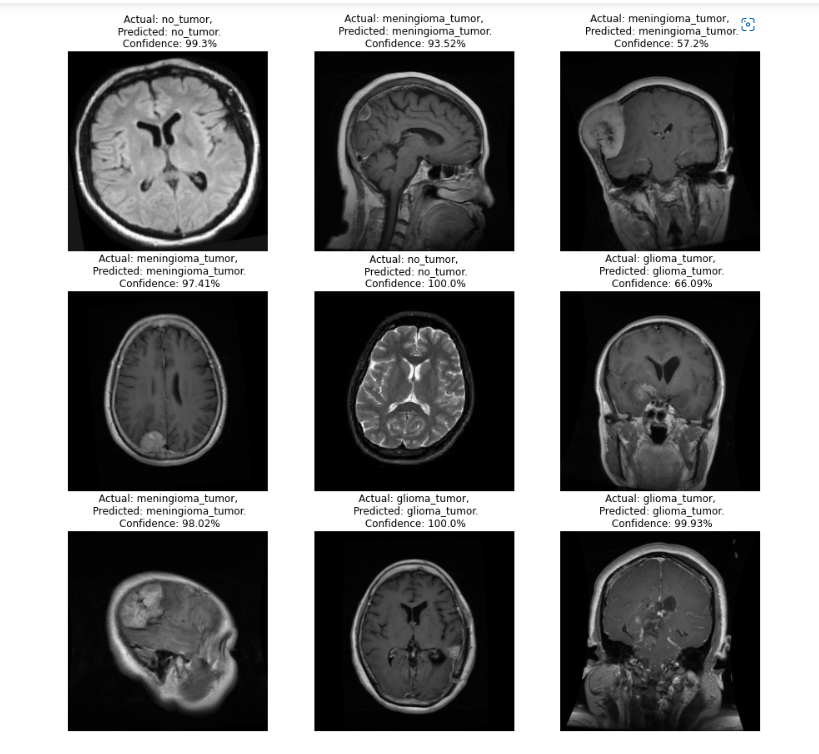 Actual: no_tumor,
Predicted: no_tumor.
Confidence: 99.3%
Actual: meningioma_tumor,
Predicted: meningioma_tumor.
Confidence: 93.52%
Actual: meningioma_tumor,
Predicted: meningioma_tumor.
Confidence: 57.2%
Actual: meningioma_tumor,
Predicted: meningioma_tumor.
Confidence: 97.41%
Actual: no_tumor,
Predicted: no_tumor.
Confidence: 100.0%
Actual: glioma_tumor,
Predicted: glioma_tumor.
Confidence: 66.09%
Actual: meningioma_tumor,
Predicted: meningioma_tumor.
Confidence: 98.02%
Actual: glioma_tumor,
Predicted: glioma_tumor.
Confidence: 100.0%
Actual: glioma_tumor,
Predicted: glioma_tumor.
Confidence: 99.93%